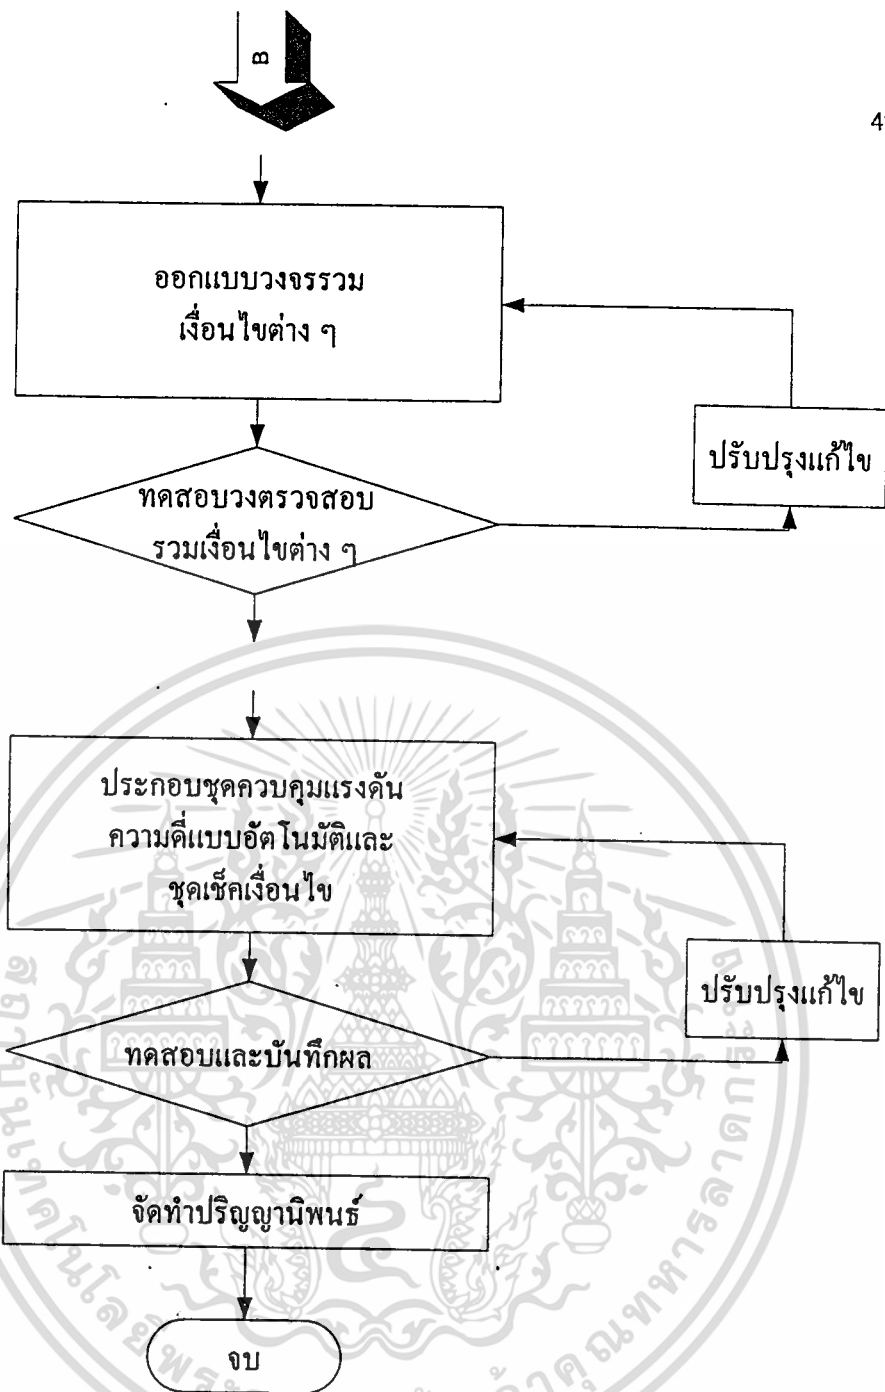 B
ออกแบบวงจรรวม
เงื่อนไขต่าง ๆ
ปรับปรุงแก้ไข
ทดสอบวงตรวจสอบ
รวมเงื่อนไขต่าง ๆ
ประกอบชุดควบคุมแรงดัน
ความถี่แบบอัตโนมัติและ
ชุดเช็คเงื่อนไข
ปรับปรุงแก้ไข
ทดสอบและบันทึกผล
จัดทำปริญญานิพนธ์
จบ